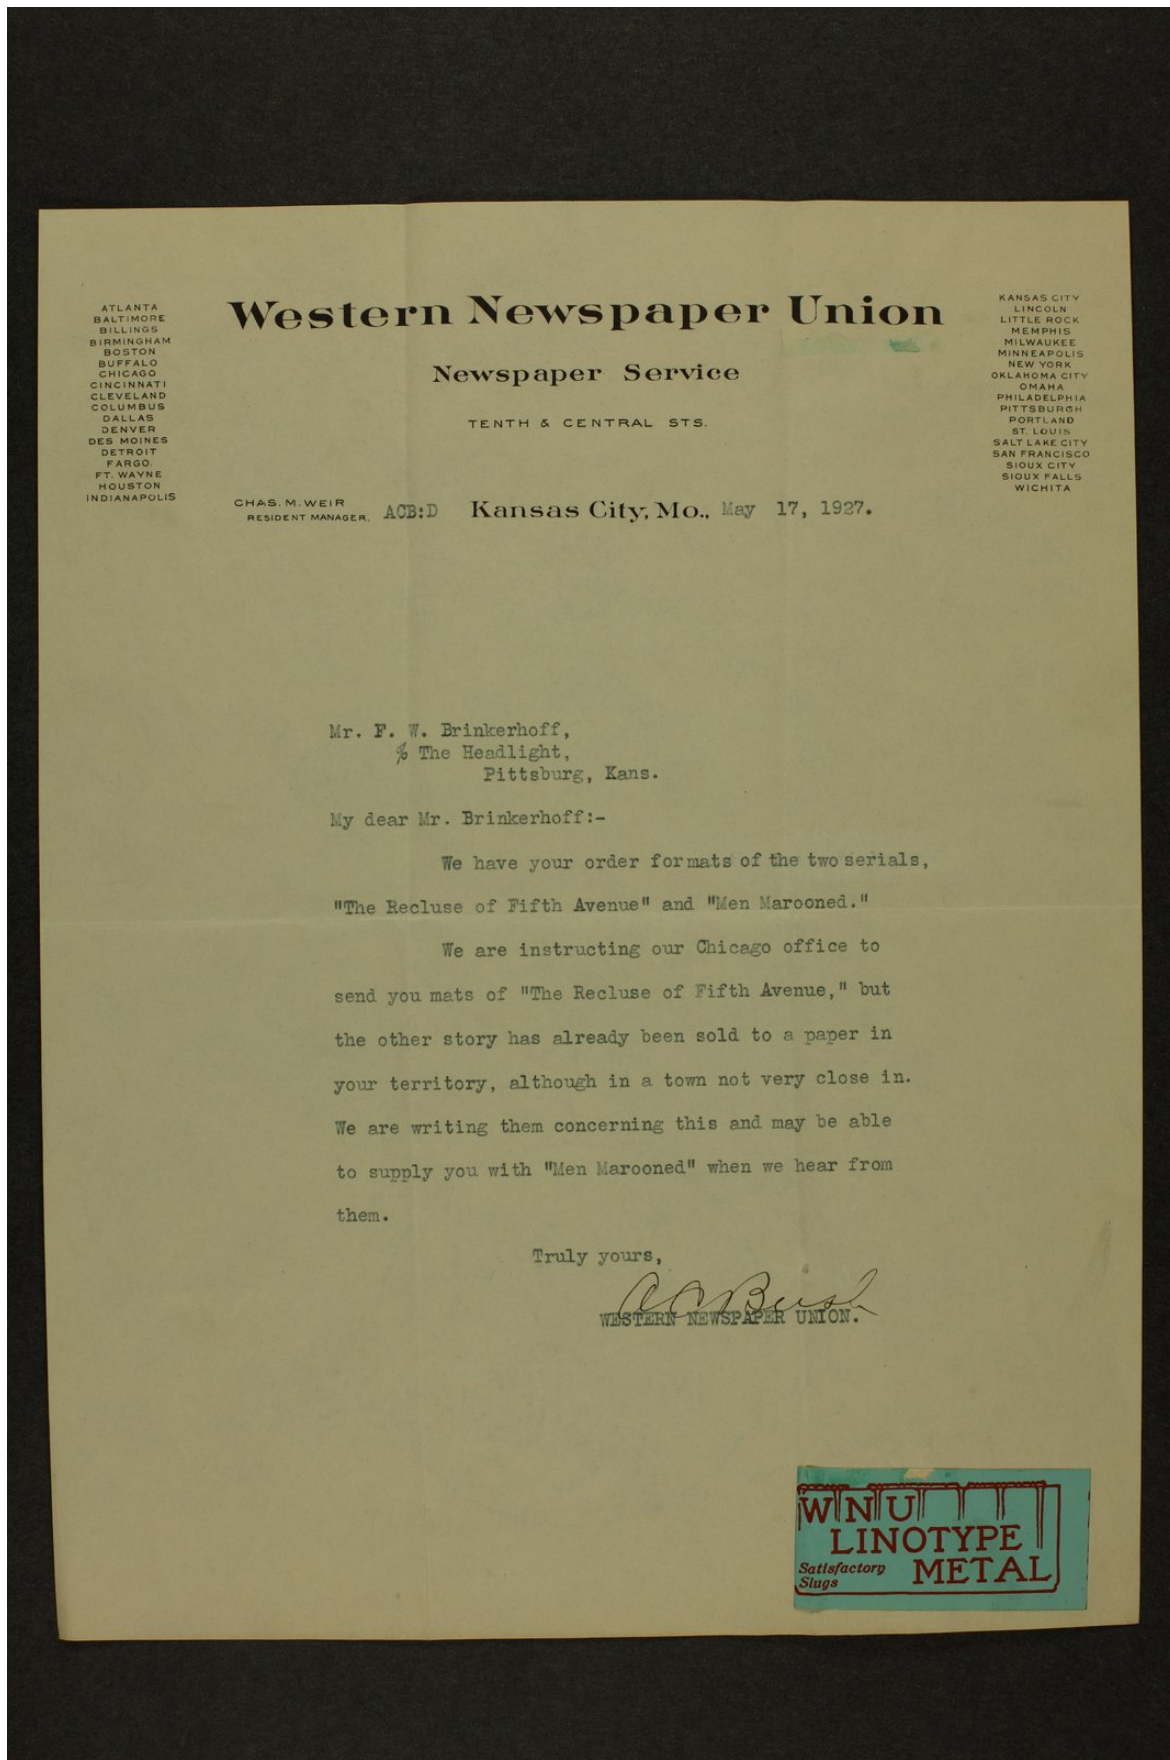 ATLANTA
BALTIMORE
BILLINGS
BIRMINGHAM
BOSTON
BUFFALO
CHICAGO
CINCINNATI
CLEVELAND
COLUMBUS
DALLAS
DENVER
DES MOINES
DETROIT
FARGO
FT. WAYNE
HOUSTON
INDIANAPOLIS
Western Newspaper Union
Newspaper Service
TENTH & CENTRAL STS.
KANSAS CITY
LINCOLN
LITTLE ROCK
MEMPHIS
MILWAUKEE
MINNEAPOLIS
NEW YORK
OKLAHOMA CITY
OMAHA
PHILADELPHIA
PITTSBURGH
PORTLAND
ST. LOUIS
SALT LAKE CITY
SAN FRANCISCO
SIOUX CITY
SIOUX FALLS
WICHITA
CHAS. M. WEIR
RESIDENT MANAGER. ACB:D Kansas City, Mo., May 17, 1927.
Mr. F. W. Brinkerhoff,
% The Headlight,
Pittsburg, Kans.
My dear Mr. Brinkerhoff:-
We have your order for mats of the two serials,
"The Recluse of Fifth Avenue" and "Men Marooned."
We are instructing our Chicago office to
send you mats of "The Recluse of Fifth Avenue," but
the other story has already been sold to a paper in
your territory, although in a town not very close in.
We are writing them concerning this and may be able
to supply you with "Men Marooned" when we hear from
them.
Truly yours,
A C Bush
WESTERN NEWSPAPER UNION.
WNU
LINOTYPE
Satisfactory METAL
Slugs